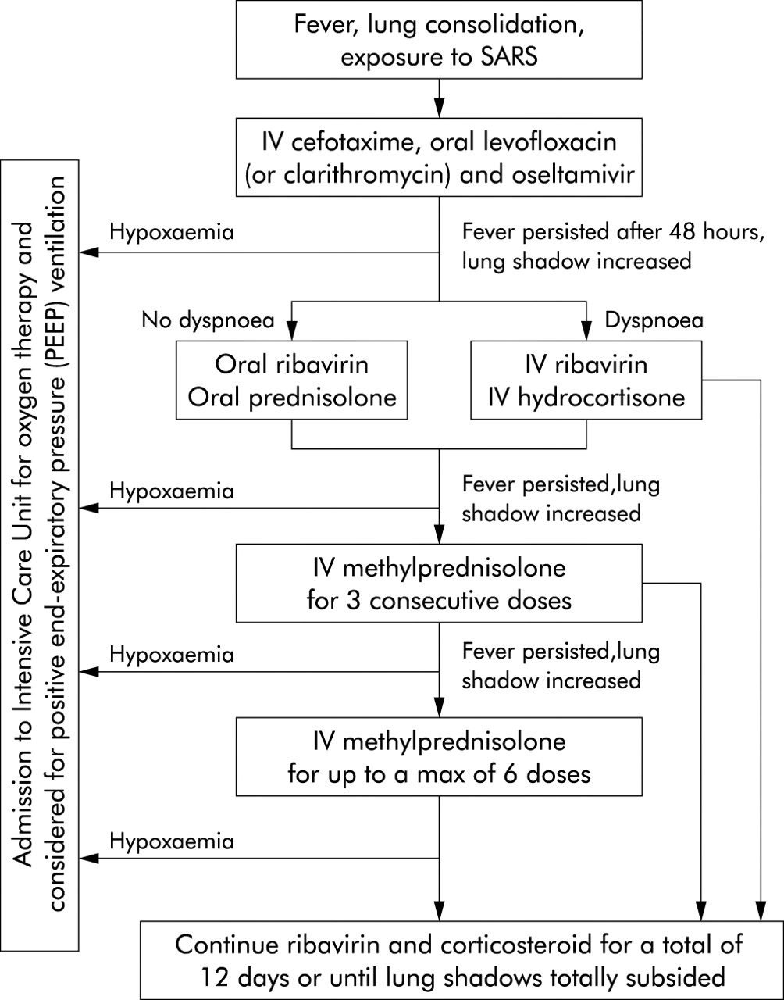 Fever, lung consolidation,
exposure to SARS
IV cefotaxime, oral levofloxacin
(or clarithromycin) and oseltamivir
Hypoxaemia
Fever persisted after 48 hours,
lung shadow increased
No dyspnoea
Dyspnoea
Oral ribavirin
Oral prednisolone
IV ribavirin
IV hydrocortisone
Hypoxaemia
Fever persisted,lung
shadow increased
IV methylprednisolone
for 3 consecutive doses
Hypoxaemia
Fever persisted,lung
shadow increased
IV methylprednisolone
for up to a max of 6 doses
Hypoxaemia
Continue ribavirin and corticosteroid for a total of
12 days or until lung shadows totally subsided
Admission to Intensive Care Unit for oxygen therapy and
considered for positive end-expiratory pressure (PEEP) ventilation